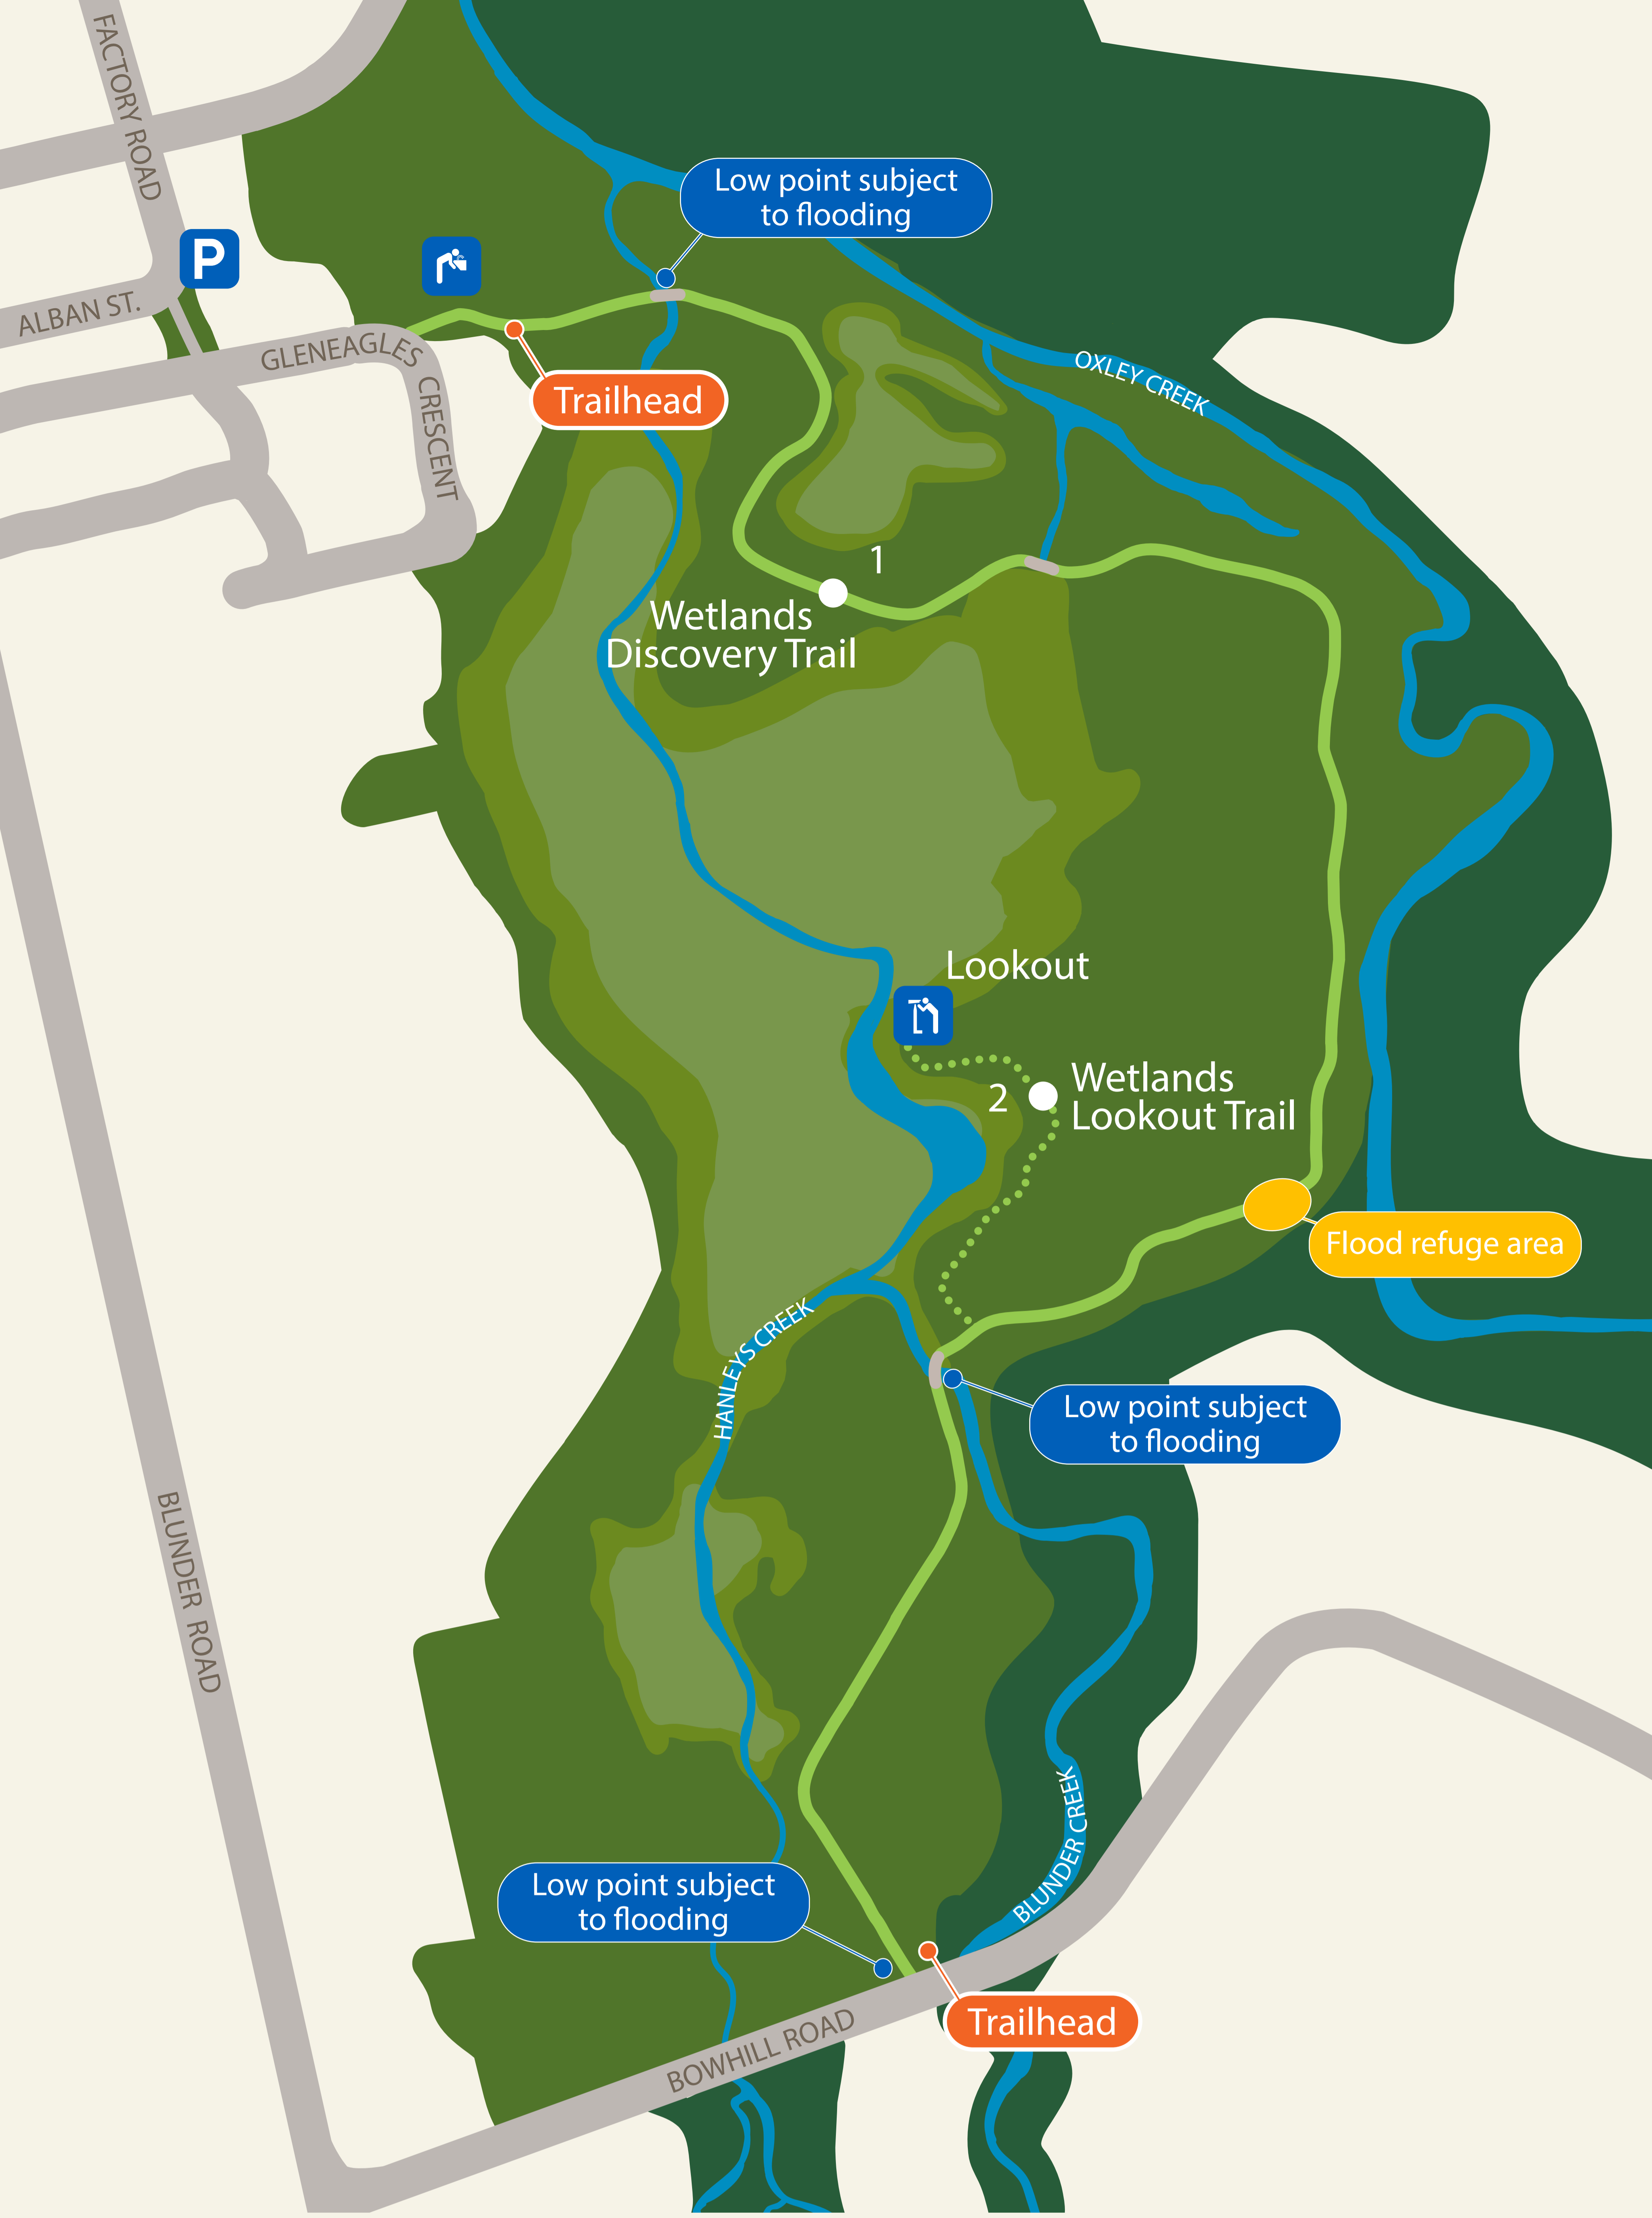 FACTORY ROAD
Low point subject
to flooding
P
ALBAN ST.
GLENEAGLES CRESCENT
OXLEY CREEK
Trailhead
1
Wetlands
Discovery Trail
Lookout
2
Wetlands
Lookout Trail
Flood refuge area
HANLEYS CREEK
Low point subject
to flooding
BLUNDER ROAD
BLUNDER CREEK
Low point subject
to flooding
Trailhead
BOWHILL ROAD